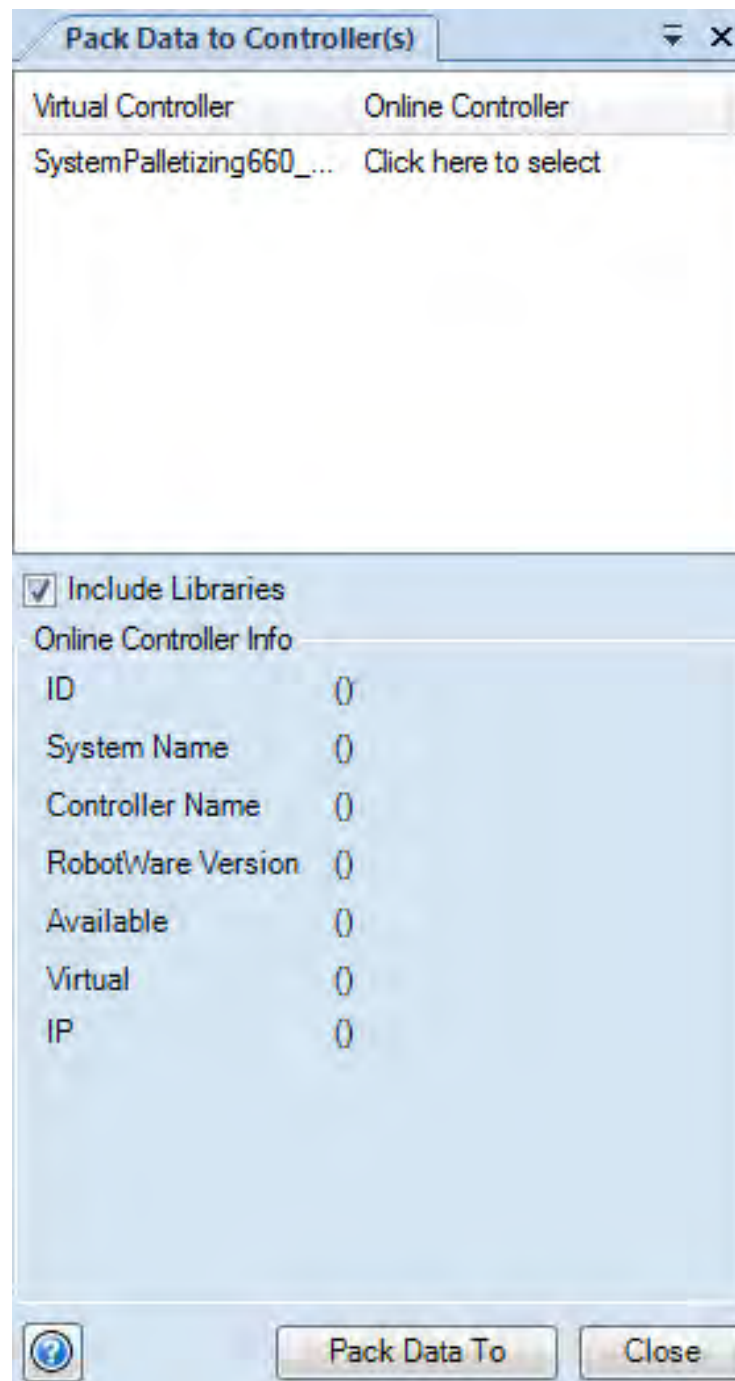 Pack Data to Controller(s)
Virtual Controller Online Controller
SystemPalletizing660_... Click here to select
Include Libraries
Online Controller Info
ID ()
System Name ()
Controller Name ()
RobotWare Version ()
Available ()
Virtual ()
IP ()
Pack Data To Close